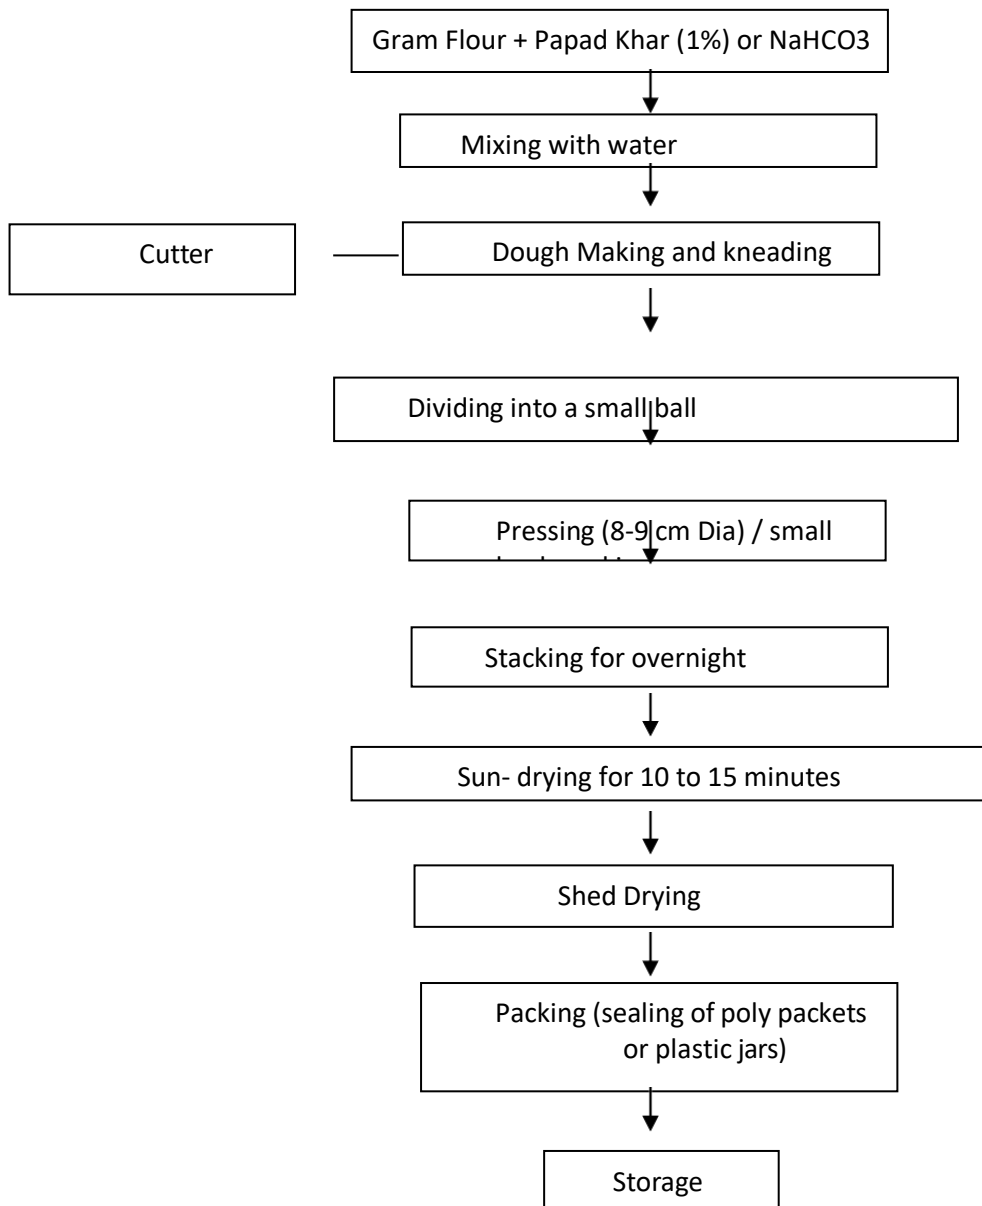 Gram Flour + Papad Khar (1%) or NaHCO3
Mixing with water
Cutter
Dough Making and kneading
Dividing into a small ball
Pressing (8-9 cm Dia) / small
Stacking for overnight
Sun- drying for 10 to 15 minutes
Shed Drying
Packing (sealing of poly packets
or plastic jars)
Storage